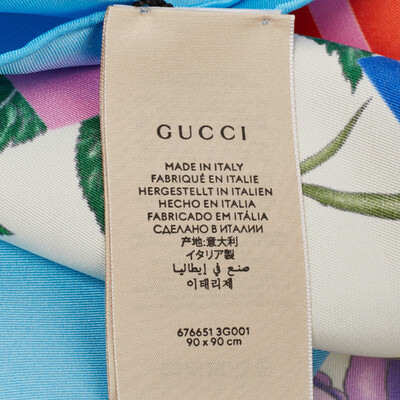 GUCCI
MADE IN ITALY
FABRIQUÉ EN ITALIE
HERGESTELLT IN ITALIEN
HECHO EN ITALIA
FABRICADO EM ITÁLIA
СДЕЛАНО В ИТАЛИИ
产地:意大利
イタリア製
صنع في إيطاليا
이태리제
676651 3G001
90 x 90 cm